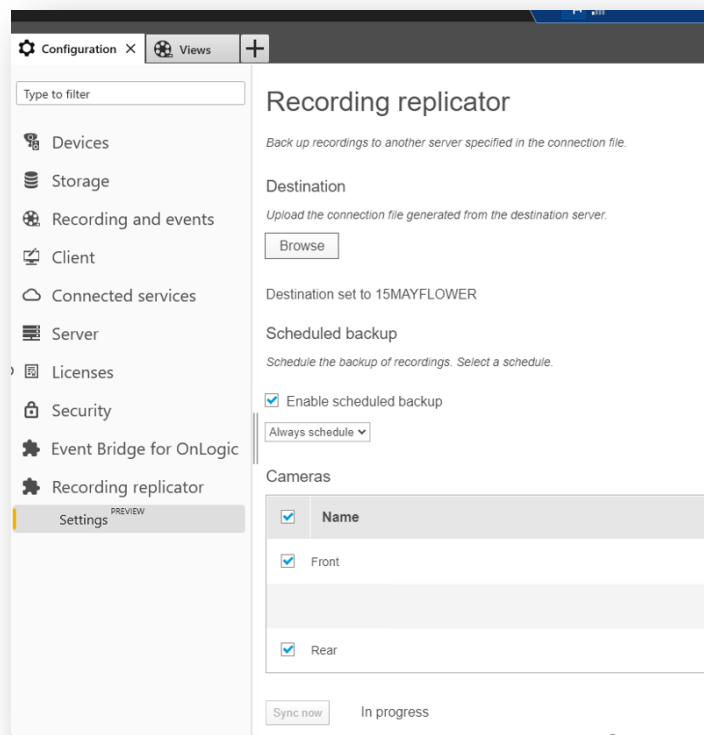 Configuration
Views
Type to filter
Recording replicator
Devices
Back up recordings to another server specified in the connection file.
Storage
Destination
Recording and events
Upload the connection file generated from the destination server.
Client
Browse
Connected services
Destination set to 15MAYFLOWER
Server
Scheduled backup
Schedule the backup of recordings. Select a schedule.
Licenses
Security
Enable scheduled backup
Always schedule
Event Bridge for OnLogic
Cameras
Recording replicator
Settings PREVIEW
Name
Front
Rear
Sync now
In progress